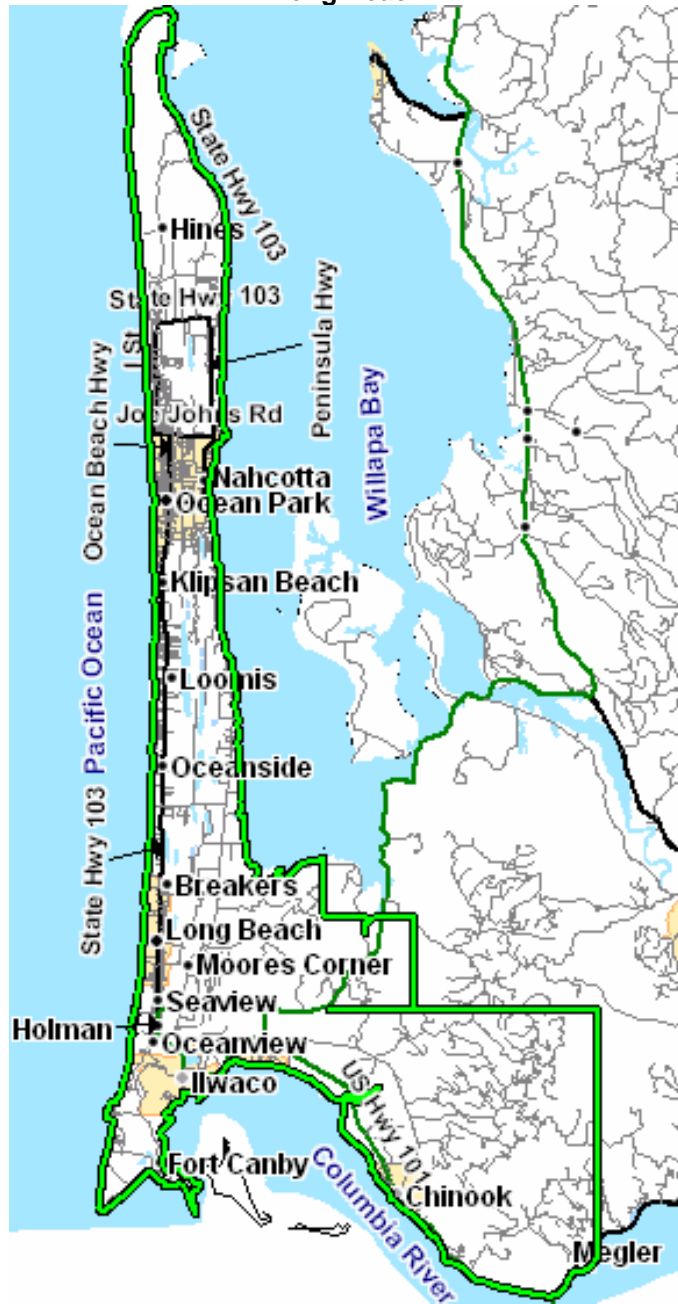 State Hwy 103
Hines
State Hwy 103
Peninsula Hwy
Ocean Beach Hwy
Joe Johns Rd
Willapa Bay
Nahcotta
Ocean Park
Klipsan Beach
Pacific Ocean
Loomis
Oceanside
State Hwy 103
Breakers
Long Beach
Moores Corner
Seaview
Holman
Oceanview
Ilwaco
US Hwy 101
Fort Canby
Columbia River
Chinook
Megler